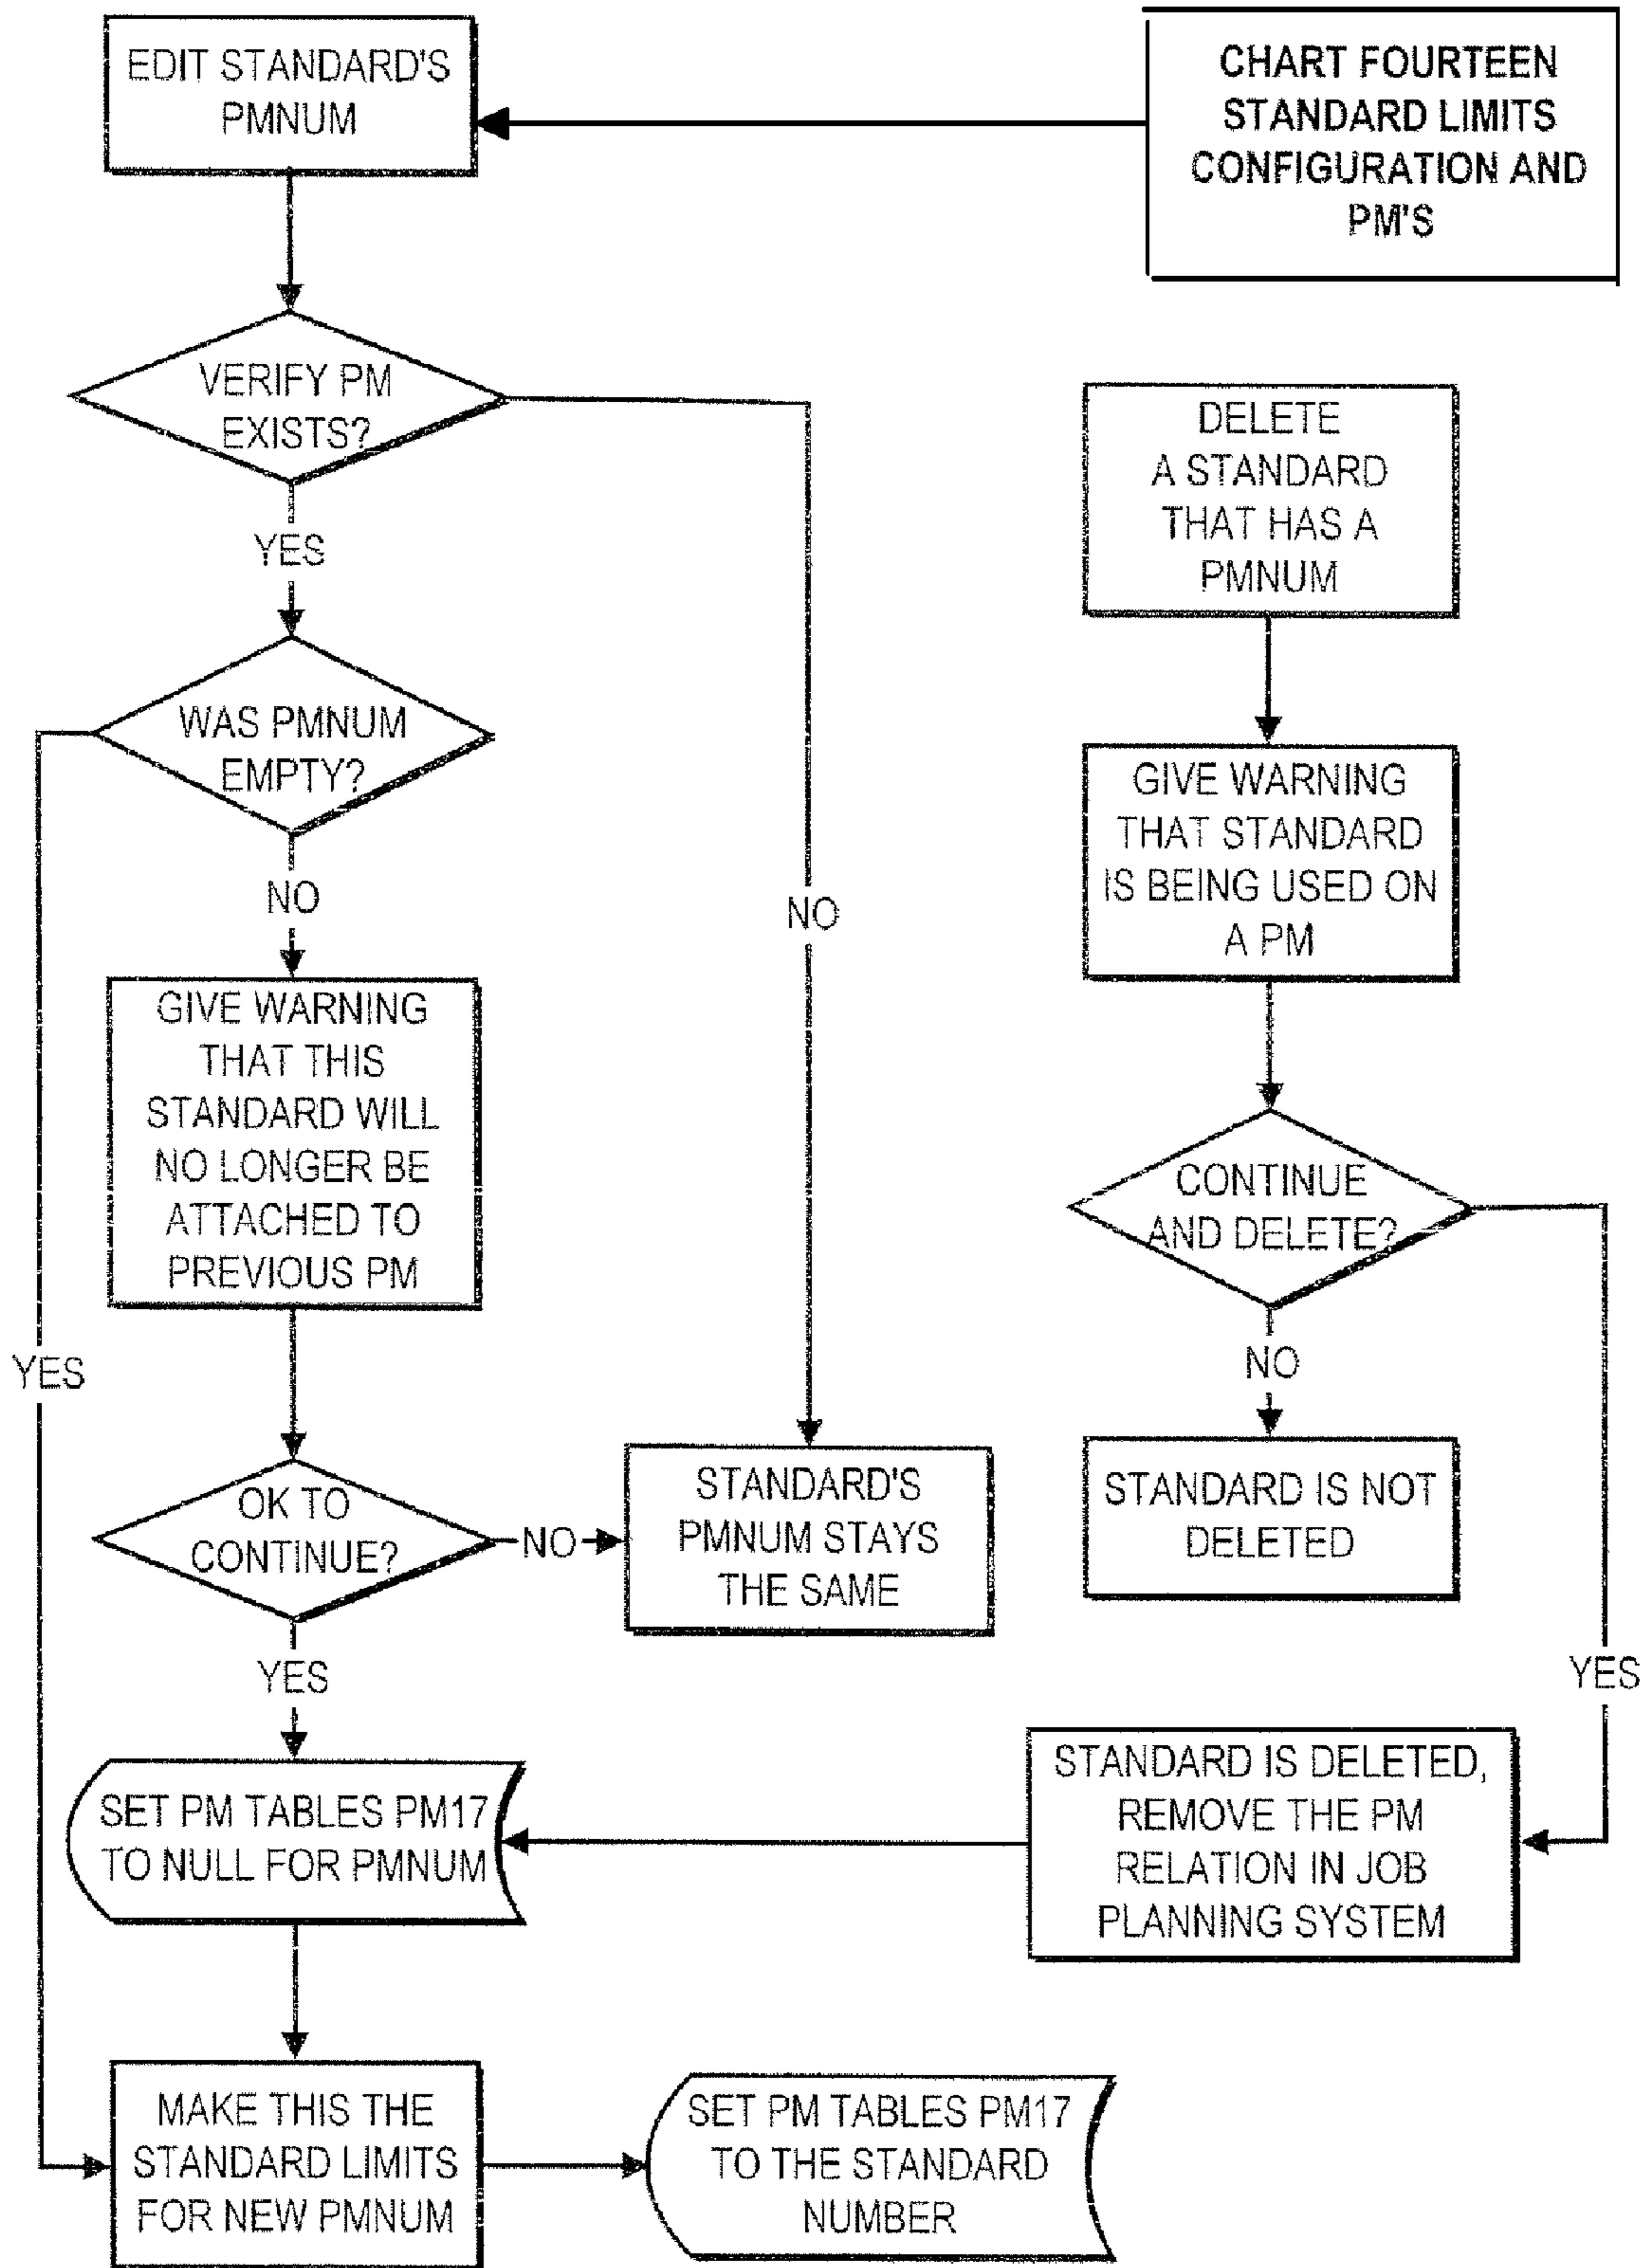 EDIT STANDARD'S
PMNUM
CHART FOURTEEN
STANDARD LIMITS
CONFIGURATION AND
PM'S
VERIFY PM
EXISTS?
YES
NO
WAS PMNUM
EMPTY?
YES
NO
GIVE WARNING
THAT THIS
STANDARD WILL
NO LONGER BE
ATTACHED TO
PREVIOUS PM
OK TO
CONTINUE?
NO
STANDARD'S
PMNUM STAYS
THE SAME
YES
SET PM TABLES PM17
TO NULL FOR PMNUM
MAKE THIS THE
STANDARD LIMITS
FOR NEW PMNUM
SET PM TABLES PM17
TO THE STANDARD
NUMBER
DELETE
A STANDARD
THAT HAS A
PMNUM
GIVE WARNING
THAT STANDARD
IS BEING USED ON
A PM
CONTINUE
AND DELETE?
NO
STANDARD IS NOT
DELETED
YES
STANDARD IS DELETED,
REMOVE THE PM
RELATION IN JOB
PLANNING SYSTEM